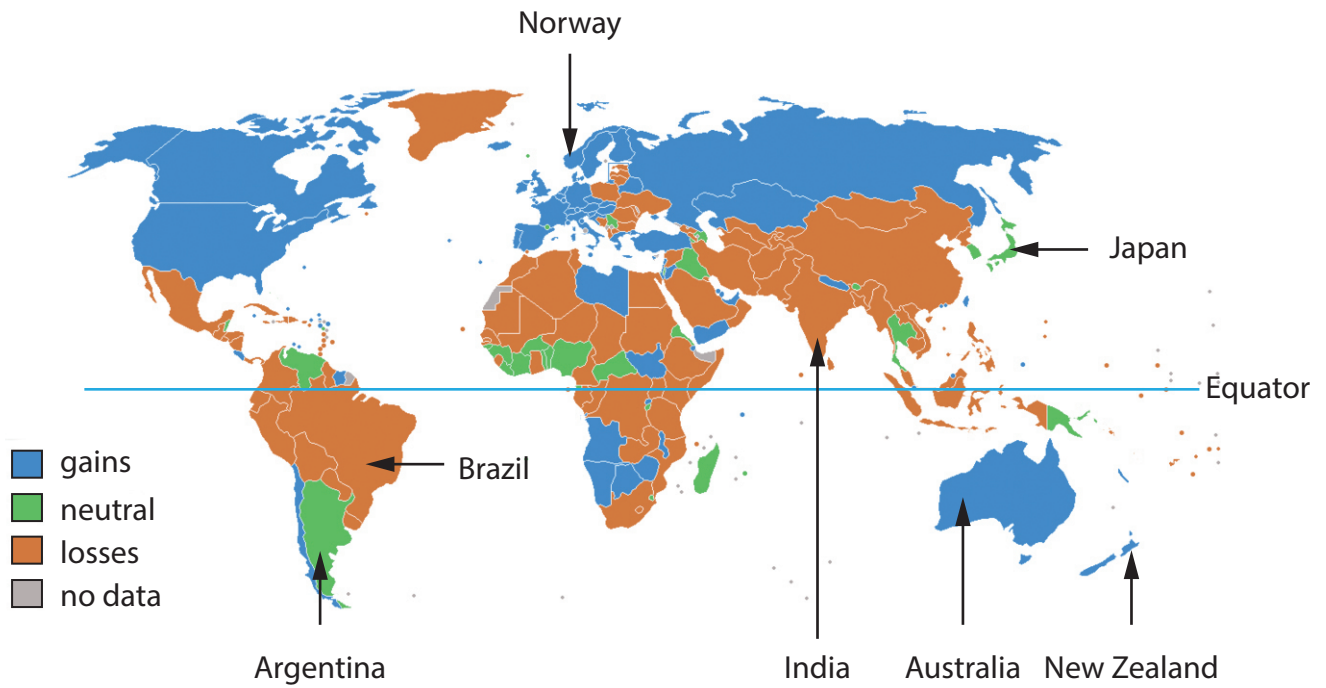 Norway
Japan
Equator
gains
neutral
losses
no data
Brazil
Argentina
India
Australia
New Zealand